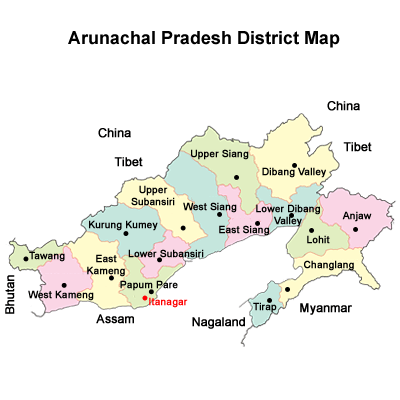 Arunachal Pradesh District Map
China
China
Tibet
Tibet
Upper Siang
Dibang Valley
Upper
Subansiri
West Siang
Lower Dibang
Valley
Anjaw
Kurung Kumey
East Siang
Lohit
Tawang
East
Kameng
Lower Subansiri
Changlang
West Kameng
Papum Pare
Itanagar
Bhutan
Assam
Nagaland
Tirap
Myanmar